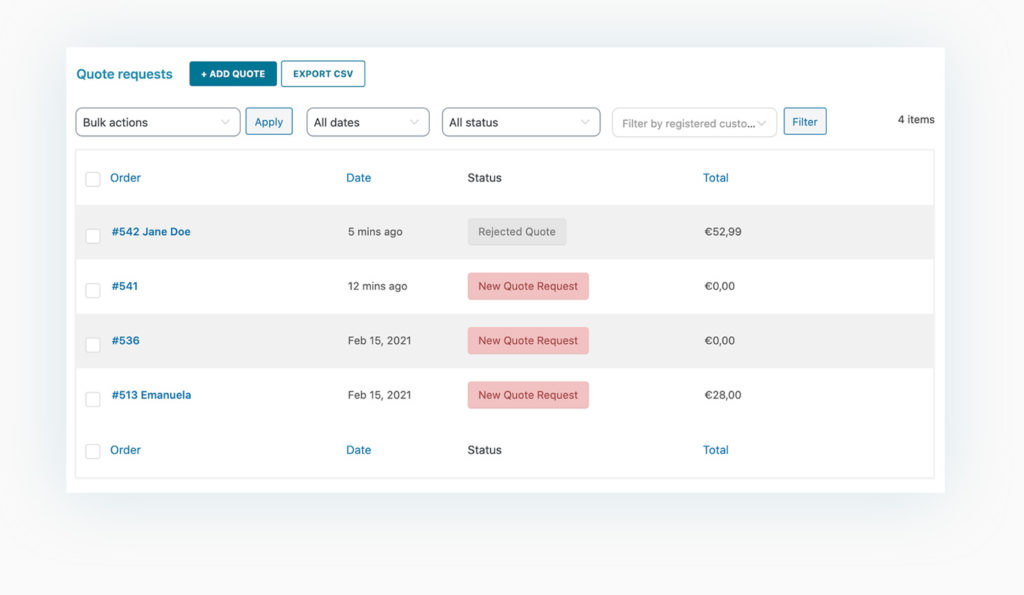 Quote requests + ADD QUOTE EXPORT CSV
Bulk actions Apply All dates All status Filter by registered custo... Filter 4 items
Order Date Status Total
#542 Jane Doe 5 mins ago Rejected Quote €52,99
#541 12 mins ago New Quote Request €0,00
#536 Feb 15, 2021 New Quote Request €0,00
#513 Emanuela Feb 15, 2021 New Quote Request €28,00
Order Date Status Total